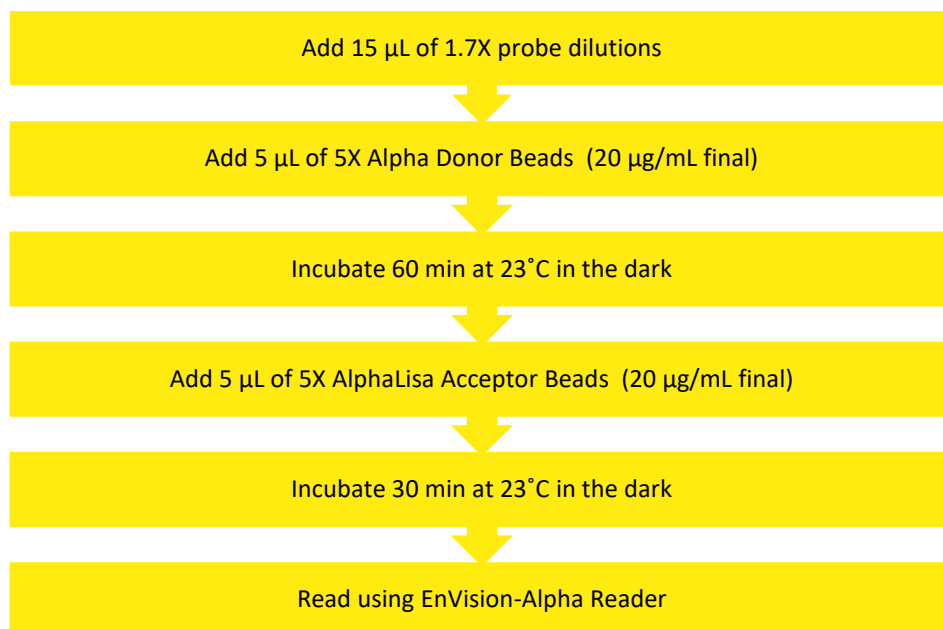 Add 15 µL of 1.7X probe dilutions
Add 5 µL of 5X Alpha Donor Beads  (20 µg/mL final)
Incubate 60 min at 23˚C in the dark
Add 5 µL of 5X AlphaLisa Acceptor Beads  (20 µg/mL final)
Incubate 30 min at 23˚C in the dark
Read using EnVision-Alpha Reader